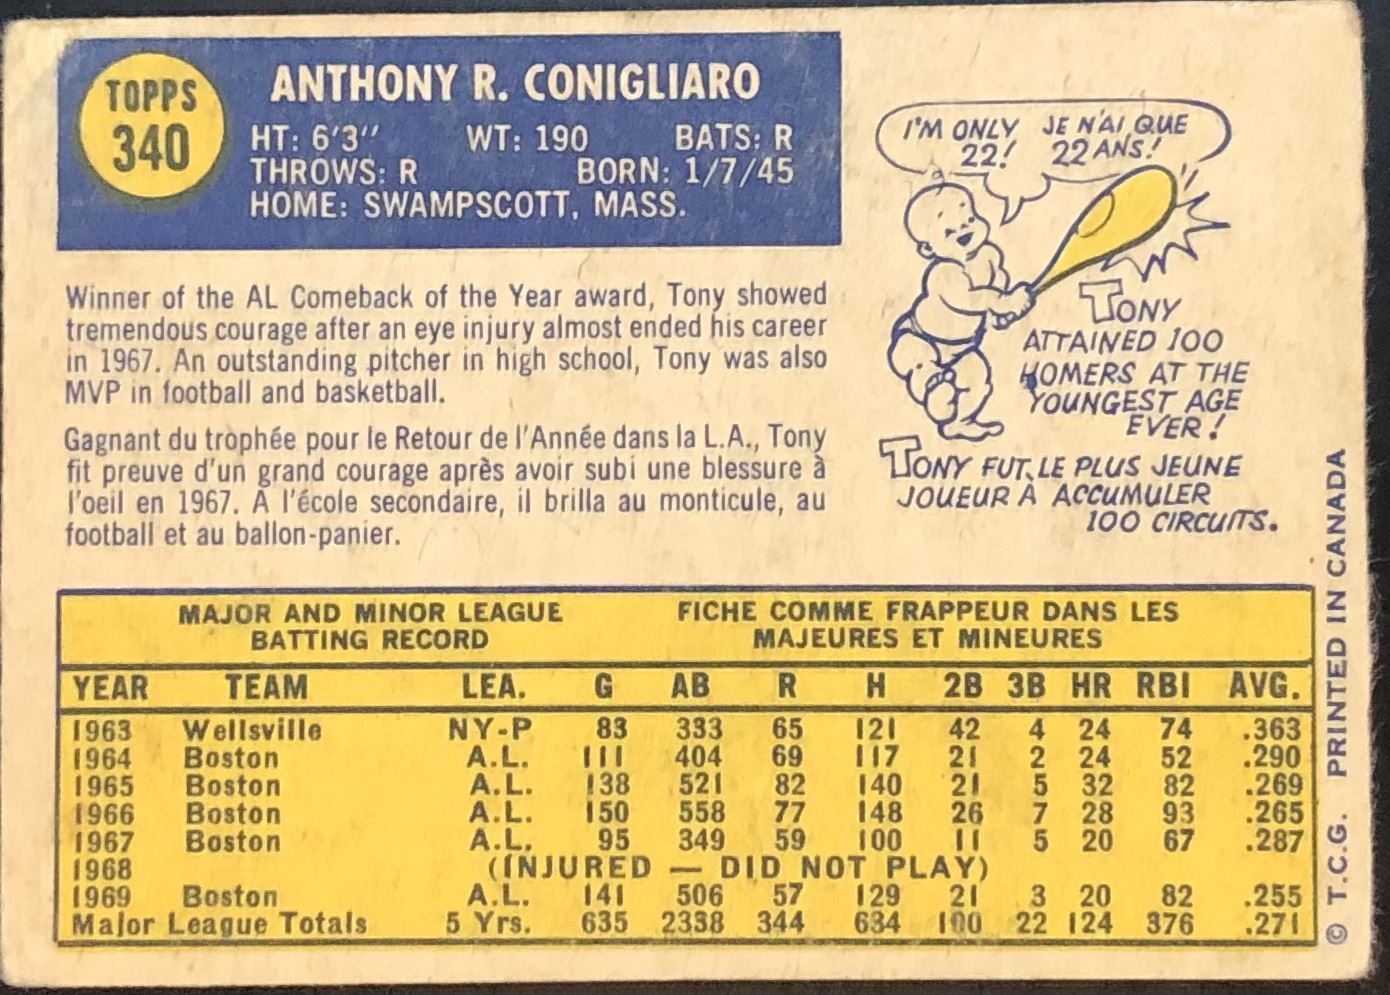 TOPPS
340
ANTHONY R. CONIGLIARO
HT: 6'3" WT: 190 BATS: R
THROWS: R BORN: 1/7/45
HOME: SWAMPSCOTT, MASS.
I'M ONLY 22!
JE N'AI QUE 22 ANS!
TONY
ATTAINED 100
HOMERS AT THE
YOUNGEST AGE
EVER!
TONY FUT LE PLUS JEUNE
JOUEUR À ACCUMULER
100 CIRCUITS.
Winner of the AL Comeback of the Year award, Tony showed
tremendous courage after an eye injury almost ended his career
in 1967. An outstanding pitcher in high school, Tony was also
MVP in football and basketball.
Gagnant du trophée pour le Retour de l'Année dans la L.A., Tony
fit preuve d'un grand courage après avoir subi une blessure à
l'oeil en 1967. A l'école secondaire, il brilla au monticule, au
football et au ballon-panier.
MAJOR AND MINOR LEAGUE
BATTING RECORD
FICHE COMME FRAPPEUR DANS LES
MAJEURES ET MINEURES
YEAR TEAM LEA. G AB R H 2B 3B HR RBI AVG.
1963 Wellsville NY-P 83 333 65 121 42 4 24 74 .363
1964 Boston A.L. 111 404 69 117 21 2 24 52 .290
1965 Boston A.L. 138 521 82 140 21 5 32 82 .269
1966 Boston A.L. 150 558 77 148 26 7 28 93 .265
1967 Boston A.L. 95 349 59 100 11 5 20 67 .287
1968 (INJURED — DID NOT PLAY)
1969 Boston A.L. 141 506 57 129 21 3 20 82 .255
Major League Totals 5 Yrs. 635 2338 344 634 100 22 124 376 .271
© T.C.G. PRINTED IN CANADA